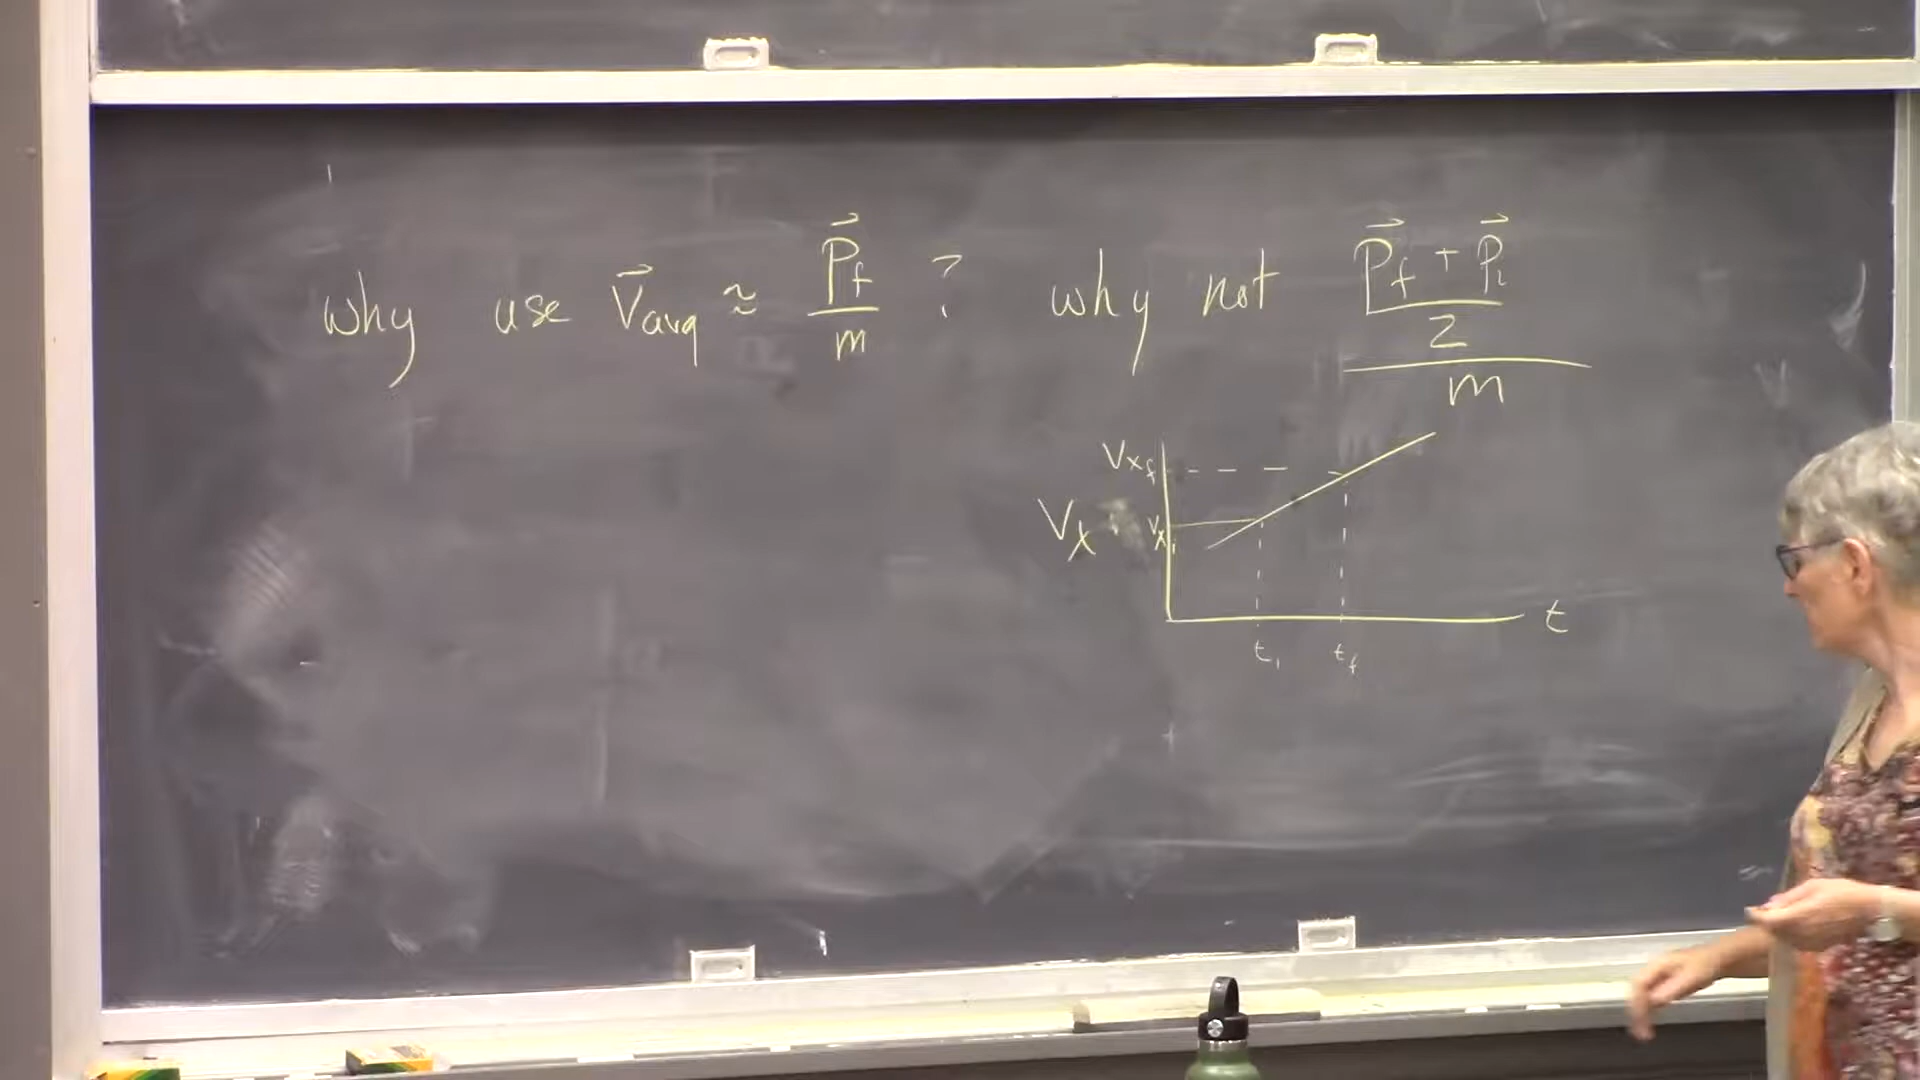 why use v⃗avg ≈ P⃗f/m ? why not ((P⃗f + P⃗i)/2)/m
Vxf
Vx
Vxi
t
ti tf